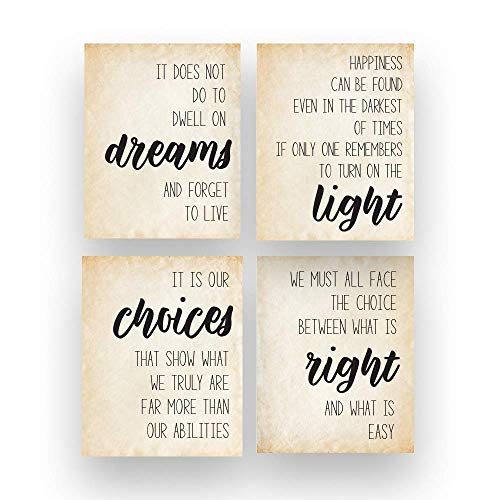 IT DOES NOT
DO TO
DWELL ON
dreams
AND FORGET
TO LIVE
HAPPINESS
CAN BE FOUND
EVEN IN THE DARKEST
OF TIMES
IF ONLY ONE REMEMBERS
TO TURN ON THE
light
IT IS OUR
choices
THAT SHOW WHAT
WE TRULY ARE
FAR MORE THAN
OUR ABILITIES
WE MUST ALL FACE
THE CHOICE
BETWEEN WHAT IS
right
AND WHAT IS
EASY